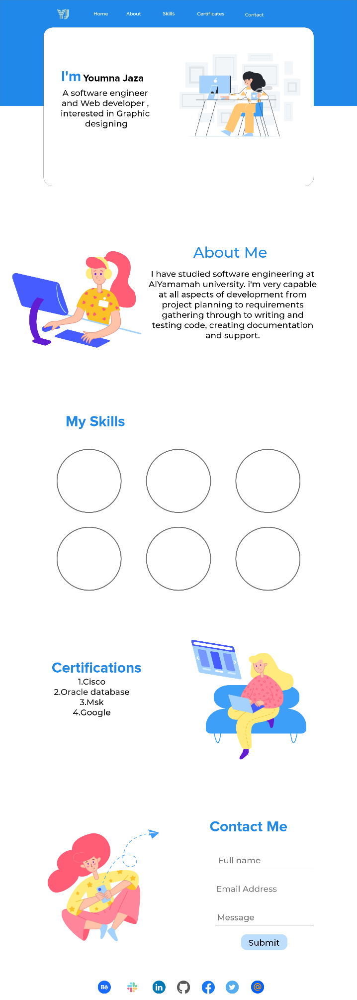 YJ
Home
About
Skills
Certificates
Contact
I'm Youmna Jaza
A software engineer
and Web developer ,
interested in Graphic
designing
About Me
I have studied software engineering at
AlYamamah university. i'm very capable
at all aspects of development from
project planning to requirements
gathering through to writing and
testing code, creating documentation
and support.
My Skills
Certifications
1.Cisco
2.Oracle database
3.Msk
4.Google
Contact Me
Full name
Email Address
Message
Submit
Bē
in
@